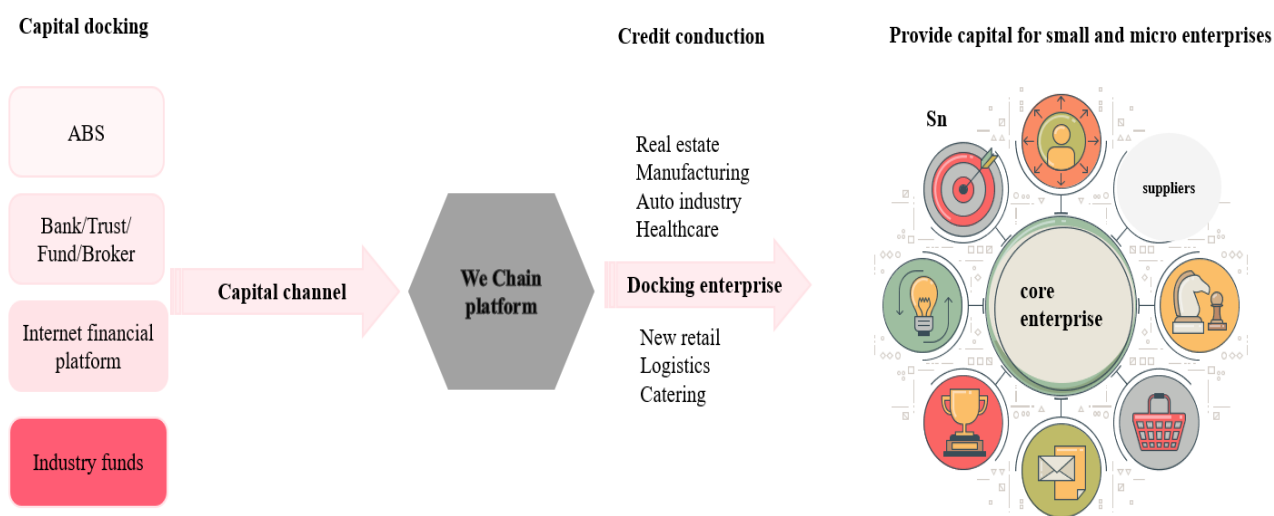 Capital docking
Credit conduction
Provide capital for small and micro enterprises
ABS
Bank/Trust/
Fund/Broker
Internet financial
platform
Industry funds
Capital channel
We Chain
platform
Real estate
Manufacturing
Auto industry
Healthcare
Docking enterprise
New retail
Logistics
Catering
Sn
suppliers
core
enterprise